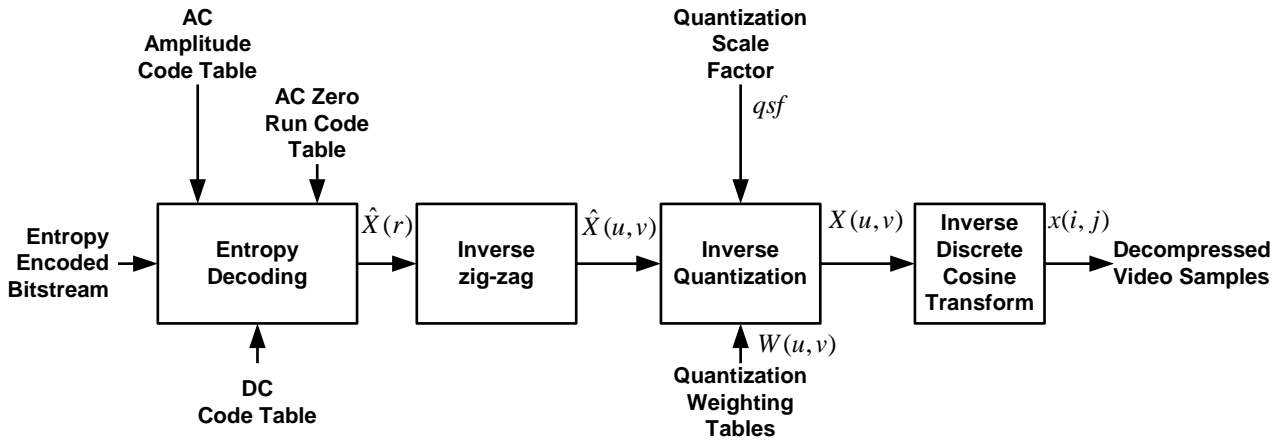 AC
Amplitude
Code Table
AC Zero
Run Code
Table
Quantization
Scale
Factor
qsf
Entropy
Encoded
Bitstream
Entropy
Decoding
X̂(r)
Inverse
zig-zag
X̂(u,v)
Inverse
Quantization
X(u,v)
Inverse
Discrete
Cosine
Transform
x(i, j)
Decompressed
Video Samples
DC
Code Table
W(u,v)
Quantization
Weighting
Tables